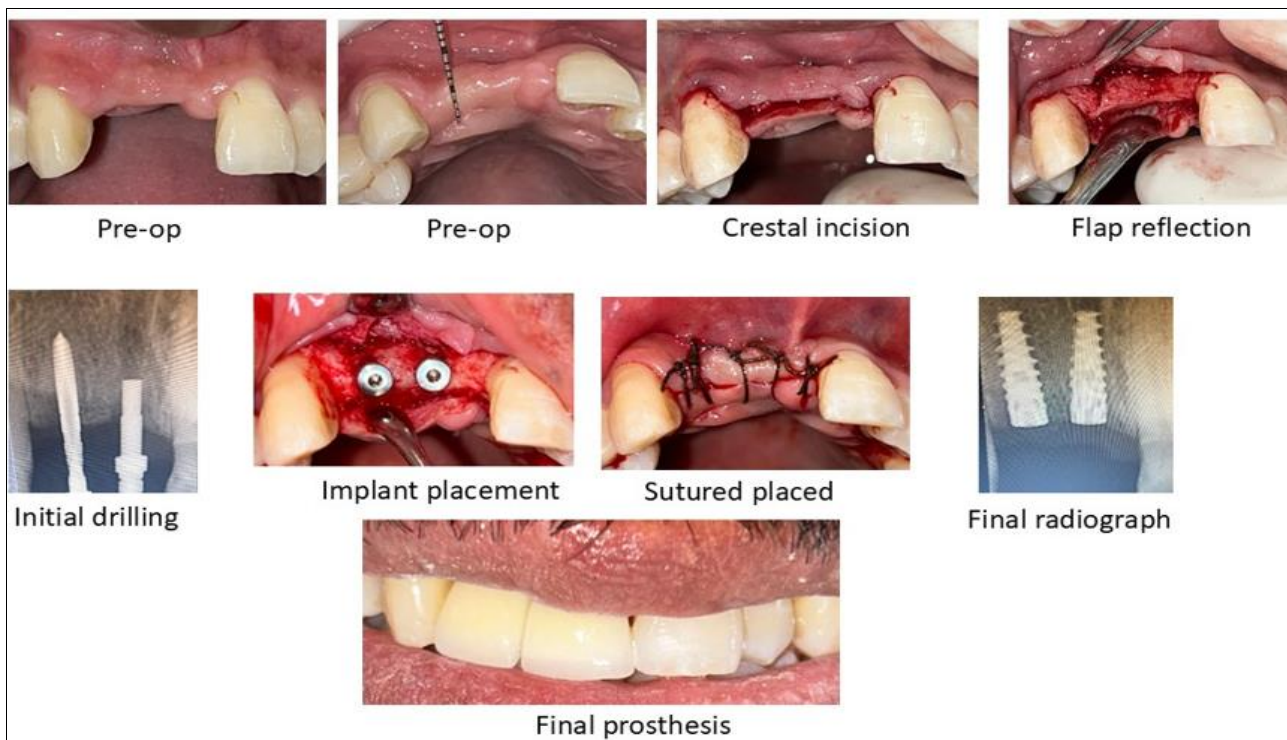 Pre-op
Pre-op
Crestal incision
Flap reflection
Initial drilling
Implant placement
Sutured placed
Final radiograph
Final prosthesis